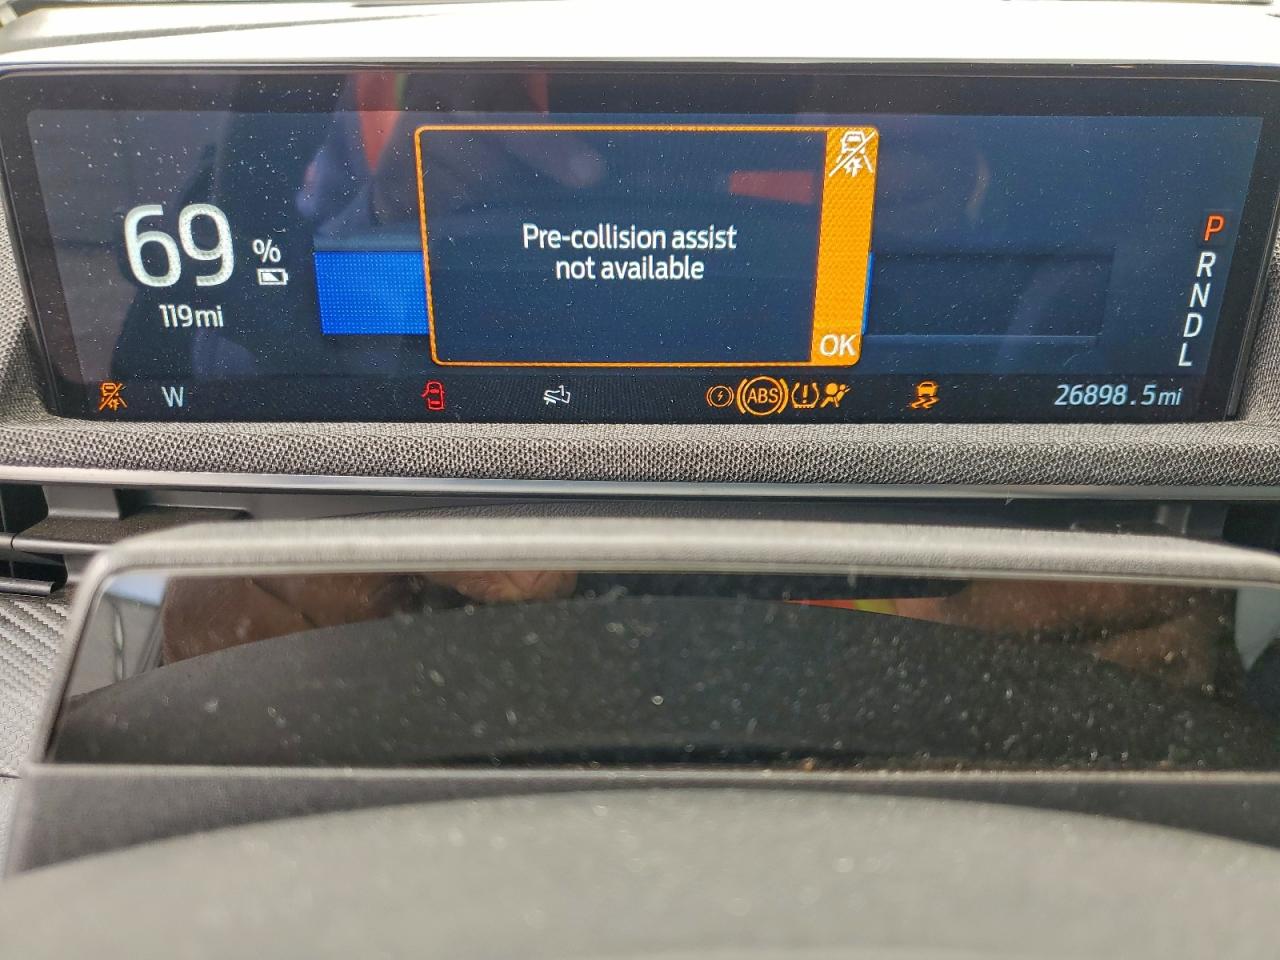 69 %
119mi
Pre-collision assist
not available
OK
P
R
N
D
L
W
ABS
26898.5mi